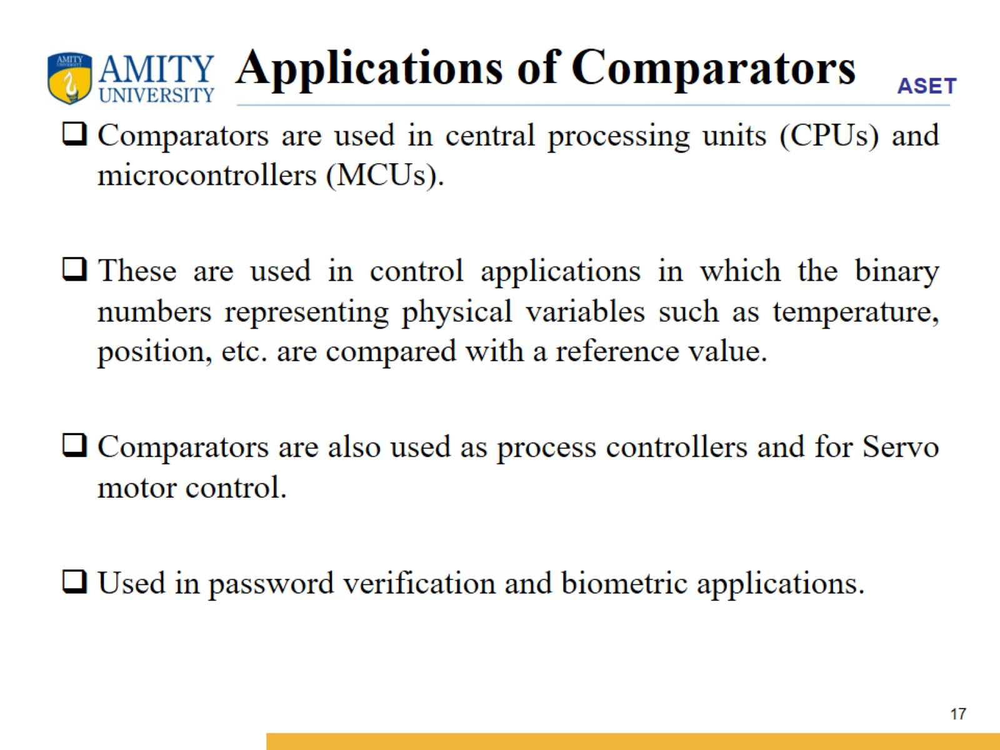 AMITY
UNIVERSITY
AMITY
UNIVERSITY
Applications of Comparators
ASET
Comparators are used in central processing units (CPUs) and
microcontrollers (MCUs).
These are used in control applications in which the binary
numbers representing physical variables such as temperature,
position, etc. are compared with a reference value.
Comparators are also used as process controllers and for Servo
motor control.
Used in password verification and biometric applications.
17